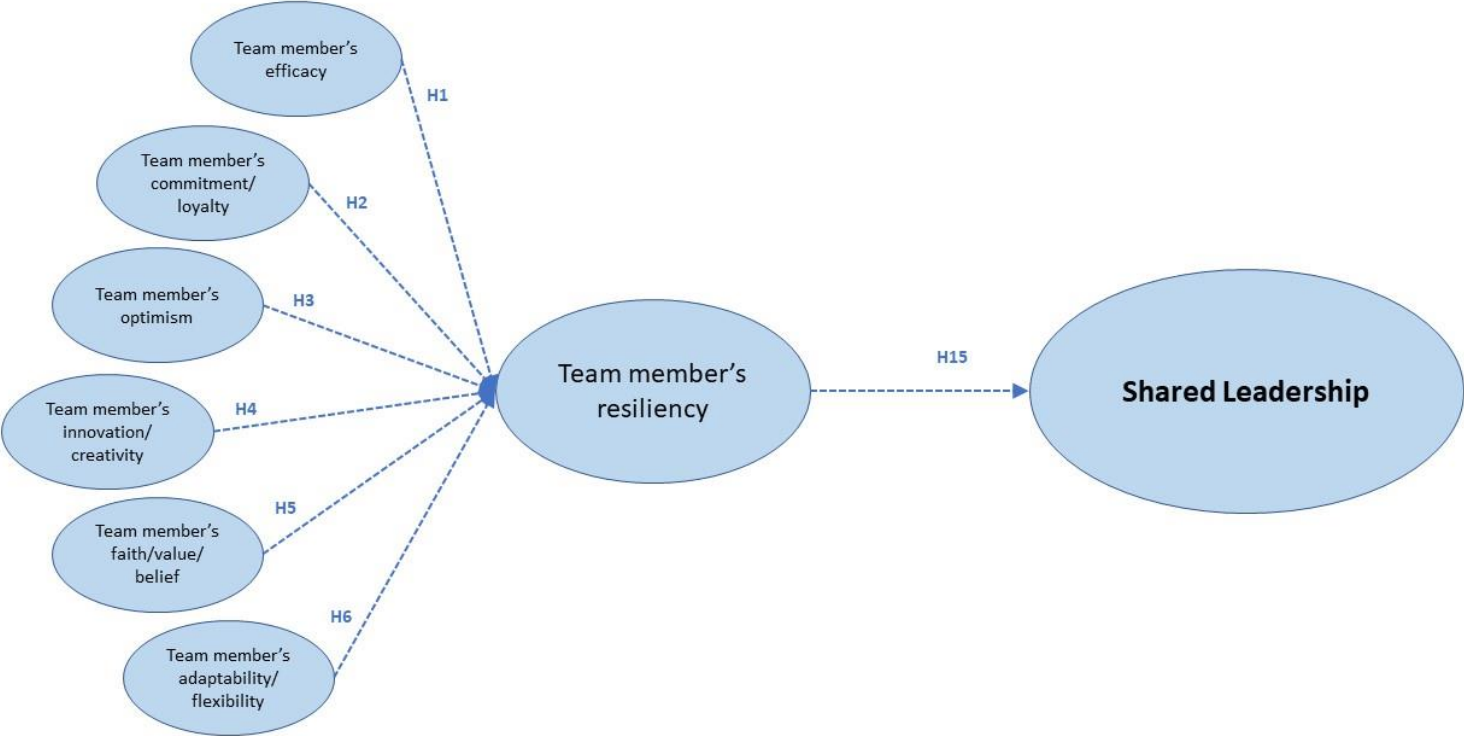 Team member's
efficacy
H1
Team member's
commitment/
loyalty
H2
Team member's
optimism
H3
Team member's
innovation/
creativity
H4
Team member's
faith/value/
belief
H5
Team member's
adaptability/
flexibility
H6
Team member's
resiliency
H15
Shared Leadership